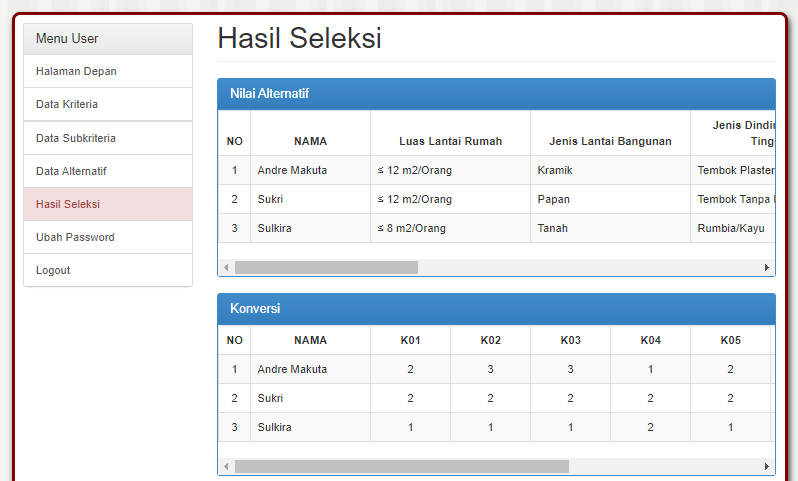 Menu User
Halaman Depan
Data Kriteria
Data Subkriteria
Data Alternatif
Hasil Seleksi
Ubah Password
Logout
Hasil Seleksi
Nilai Alternatif
NO NAMA Luas Lantai Rumah Jenis Lantai Bangunan Jenis Dindin Ting
1 Andre Makuta ≤ 12 m2/Orang Kramik Tembok Plaster
2 Sukri ≤ 12 m2/Orang Papan Tembok Tanpa
3 Sulkira ≤ 8 m2/Orang Tanah Rumbia/Kayu
Konversi
NO NAMA K01 K02 K03 K04 K05
1 Andre Makuta 2 3 3 1 2
2 Sukri 2 2 2 2 2
3 Sulkira 1 1 1 2 1